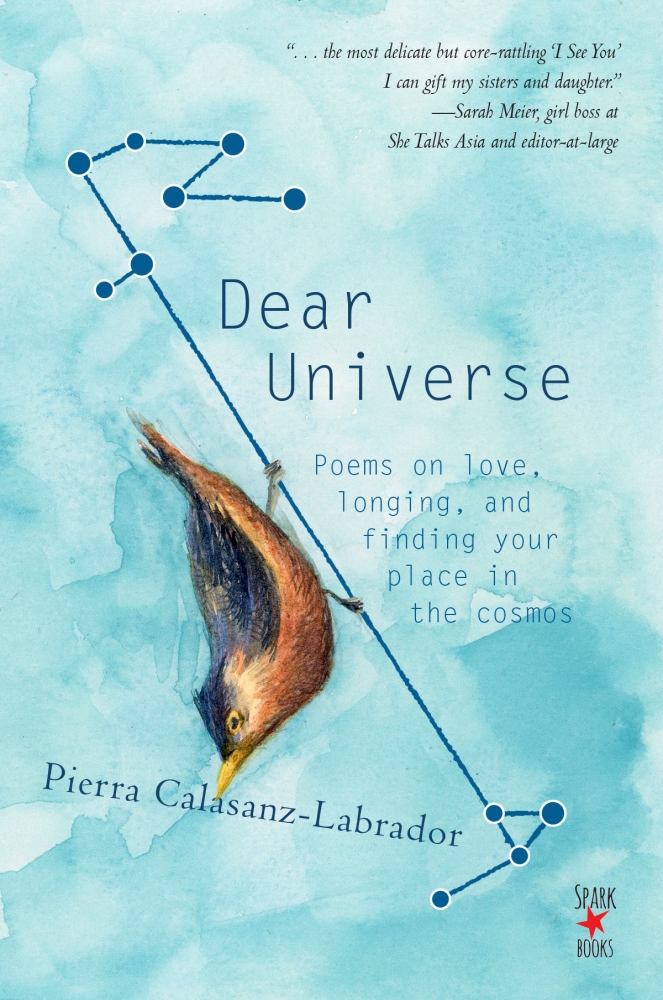 “. . . the most delicate but core-rattling ‘I See You’
I can gift my sisters and daughter.”
—Sarah Meier, girl boss at
She Talks Asia and editor-at-large
Dear
Universe
Poems on love,
longing, and
finding your
place in
the cosmos
Pierra Calasanz-Labrador
SPARK
BOOKS